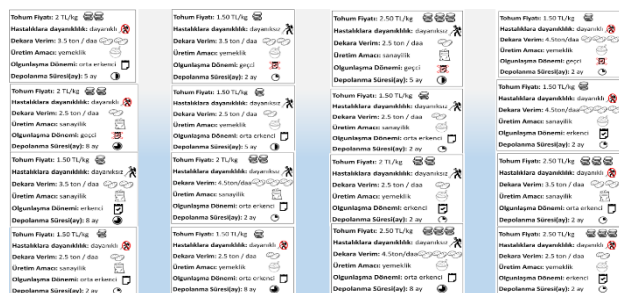 Tohum Fiyatı: 2 TL/kg
Hastalıklara dayanıklılık: dayanıklı
Dekara Verim: 3.5 ton / daa
Üretim Amacı: yemeklik
Olgunlaşma Dönemi: orta erkenci
Depolanma Süresi(ay): 5 ay
Tohum Fiyatı: 2 TL/kg
Hastalıklara dayanıklılık: dayanıklı
Dekara Verim: 2.5 ton / daa
Üretim Amacı: sanayilik
Olgunlaşma Dönemi: geçci
Depolanma Süresi(ay): 8 ay
Tohum Fiyatı: 1.50 TL/kg
Hastalıklara dayanıklılık: dayanıksız
Dekara Verim: 3.5 ton / daa
Üretim Amacı: sanayilik
Olgunlaşma Dönemi: erkenci
Depolanma Süresi(ay): 8 ay
Tohum Fiyatı: 1.50 TL/kg
Hastalıklara dayanıklılık: dayanıklı
Dekara Verim: 2.5 ton / daa
Üretim Amacı: sanayilik
Olgunlaşma Dönemi: orta erkenci
Depolanma Süresi(ay): 2 ay
Tohum Fiyatı: 1.50 TL/kg
Hastalıklara dayanıklılık: dayanıksız
Dekara Verim: 3.5 ton / daa
Üretim Amacı: yemeklik
Olgunlaşma Dönemi: geçci
Depolanma Süresi(ay): 2 ay
Tohum Fiyatı: 1.50 TL/kg
Hastalıklara dayanıklılık: dayanıksız
Dekara Verim: 2.5 ton / daa
Üretim Amacı: yemeklik
Olgunlaşma Dönemi: orta erkenci
Depolanma Süresi(ay): 5 ay
Tohum Fiyatı: 2 TL/kg
Hastalıklara dayanıklılık: dayanıksız
Dekara Verim: 4.5ton/daa
Üretim Amacı: sanayilik
Olgunlaşma Dönemi: orta erkenci
Depolanma Süresi(ay): 2 ay
Tohum Fiyatı: 1.50 TL/kg
Hastalıklara dayanıklılık: dayanıklı
Dekara Verim: 2.5 ton / daa
Üretim Amacı: yemeklik
Olgunlaşma Dönemi: orta erkenci
Depolanma Süresi(ay): 8 ay
Tohum Fiyatı: 2.50 TL/kg
Hastalıklara dayanıklılık: dayanıksız
Dekara Verim: 2.5 ton / daa
Üretim Amacı: sanayilik
Olgunlaşma Dönemi: geçci
Depolanma Süresi(ay): 5 ay
Tohum Fiyatı: 1.50 TL/kg
Hastalıklara dayanıklılık: dayanıksız
Dekara Verim: 2.5 ton / daa
Üretim Amacı: yemeklik
Olgunlaşma Dönemi: erkenci
Depolanma Süresi(ay): 2 ay
Tohum Fiyatı: 2 TL/kg
Hastalıklara dayanıklılık: dayanıksız
Dekara Verim: 3.5 ton / daa
Üretim Amacı: sanayilik
Olgunlaşma Dönemi: erkenci
Depolanma Süresi(ay): 2 ay
Tohum Fiyatı: 2.50 TL/kg
Hastalıklara dayanıklılık: dayanıksız
Dekara Verim: 4.5ton/daa
Üretim Amacı: yemeklik
Olgunlaşma Dönemi: orta erkenci
Depolanma Süresi(ay): 8 ay
Tohum Fiyatı: 1.50 TL/kg
Hastalıklara dayanıklılık: dayanıklı
Dekara Verim: 4.5ton/daa
Üretim Amacı: yemeklik
Olgunlaşma Dönemi: geçci
Depolanma Süresi(ay): 2 ay
Tohum Fiyatı: 1.50 TL/kg
Hastalıklara dayanıklılık: dayanıksız
Dekara Verim: 4.5ton/daa
Üretim Amacı: sanayilik
Olgunlaşma Dönemi: erkenci
Depolanma Süresi(ay): 2 ay
Tohum Fiyatı: 2.50 TL/kg
Hastalıklara dayanıklılık: dayanıklı
Dekara Verim: 3.5 ton / daa
Üretim Amacı: sanayilik
Olgunlaşma Dönemi: orta erkenci
Depolanma Süresi(ay): 2 ay
Tohum Fiyatı: 2.50 TL/kg
Hastalıklara dayanıklılık: dayanıklı
Dekara Verim: 2.5 ton / daa
Üretim Amacı: yemeklik
Olgunlaşma Dönemi: erkenci
Depolanma Süresi(ay): 2 ay